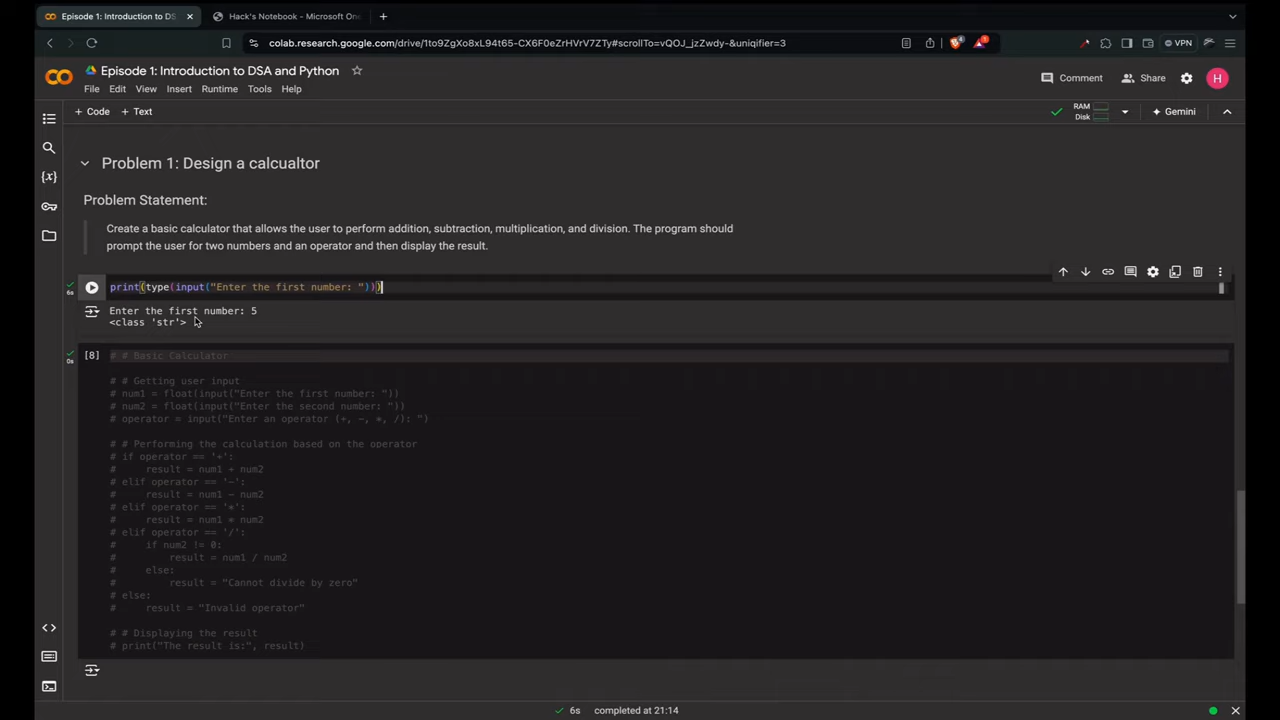 Episode 1: Introduction to DS
Hack's Notebook - Microsoft One
colab.research.google.com/drive/1to9ZgXo8xL94t65-CX6F0eZrHVrV7ZTy#scrollTo=vQOJ_jzZwdy-&uniqifier=3
VPN
Episode 1: Introduction to DSA and Python
Comment
Share
H
File Edit View Insert Runtime Tools Help
+ Code + Text
RAM
Disk
Gemini
Problem 1: Design a calcualtor
Problem Statement:
Create a basic calculator that allows the user to perform addition, subtraction, multiplication, and division. The program should
prompt the user for two numbers and an operator and then display the result.
6s
print(type(input("Enter the first number: ")))
Enter the first number: 5
<class 'str'>
0s
[8]
# # Basic Calculator
# # Getting user input
# num1 = float(input("Enter the first number: "))
# num2 = float(input("Enter the second number: "))
# operator = input("Enter an operator (+, -, *, /): ")
# # Performing the calculation based on the operator
# if operator == '+':
#     result = num1 + num2
# elif operator == '-':
#     result = num1 - num2
# elif operator == '*':
#     result = num1 * num2
# elif operator == '/':
#     if num2 != 0:
#         result = num1 / num2
#     else:
#         result = "Cannot divide by zero"
# else:
#     result = "Invalid operator"
# # Displaying the result
# print("The result is:", result)
6s completed at 21:14